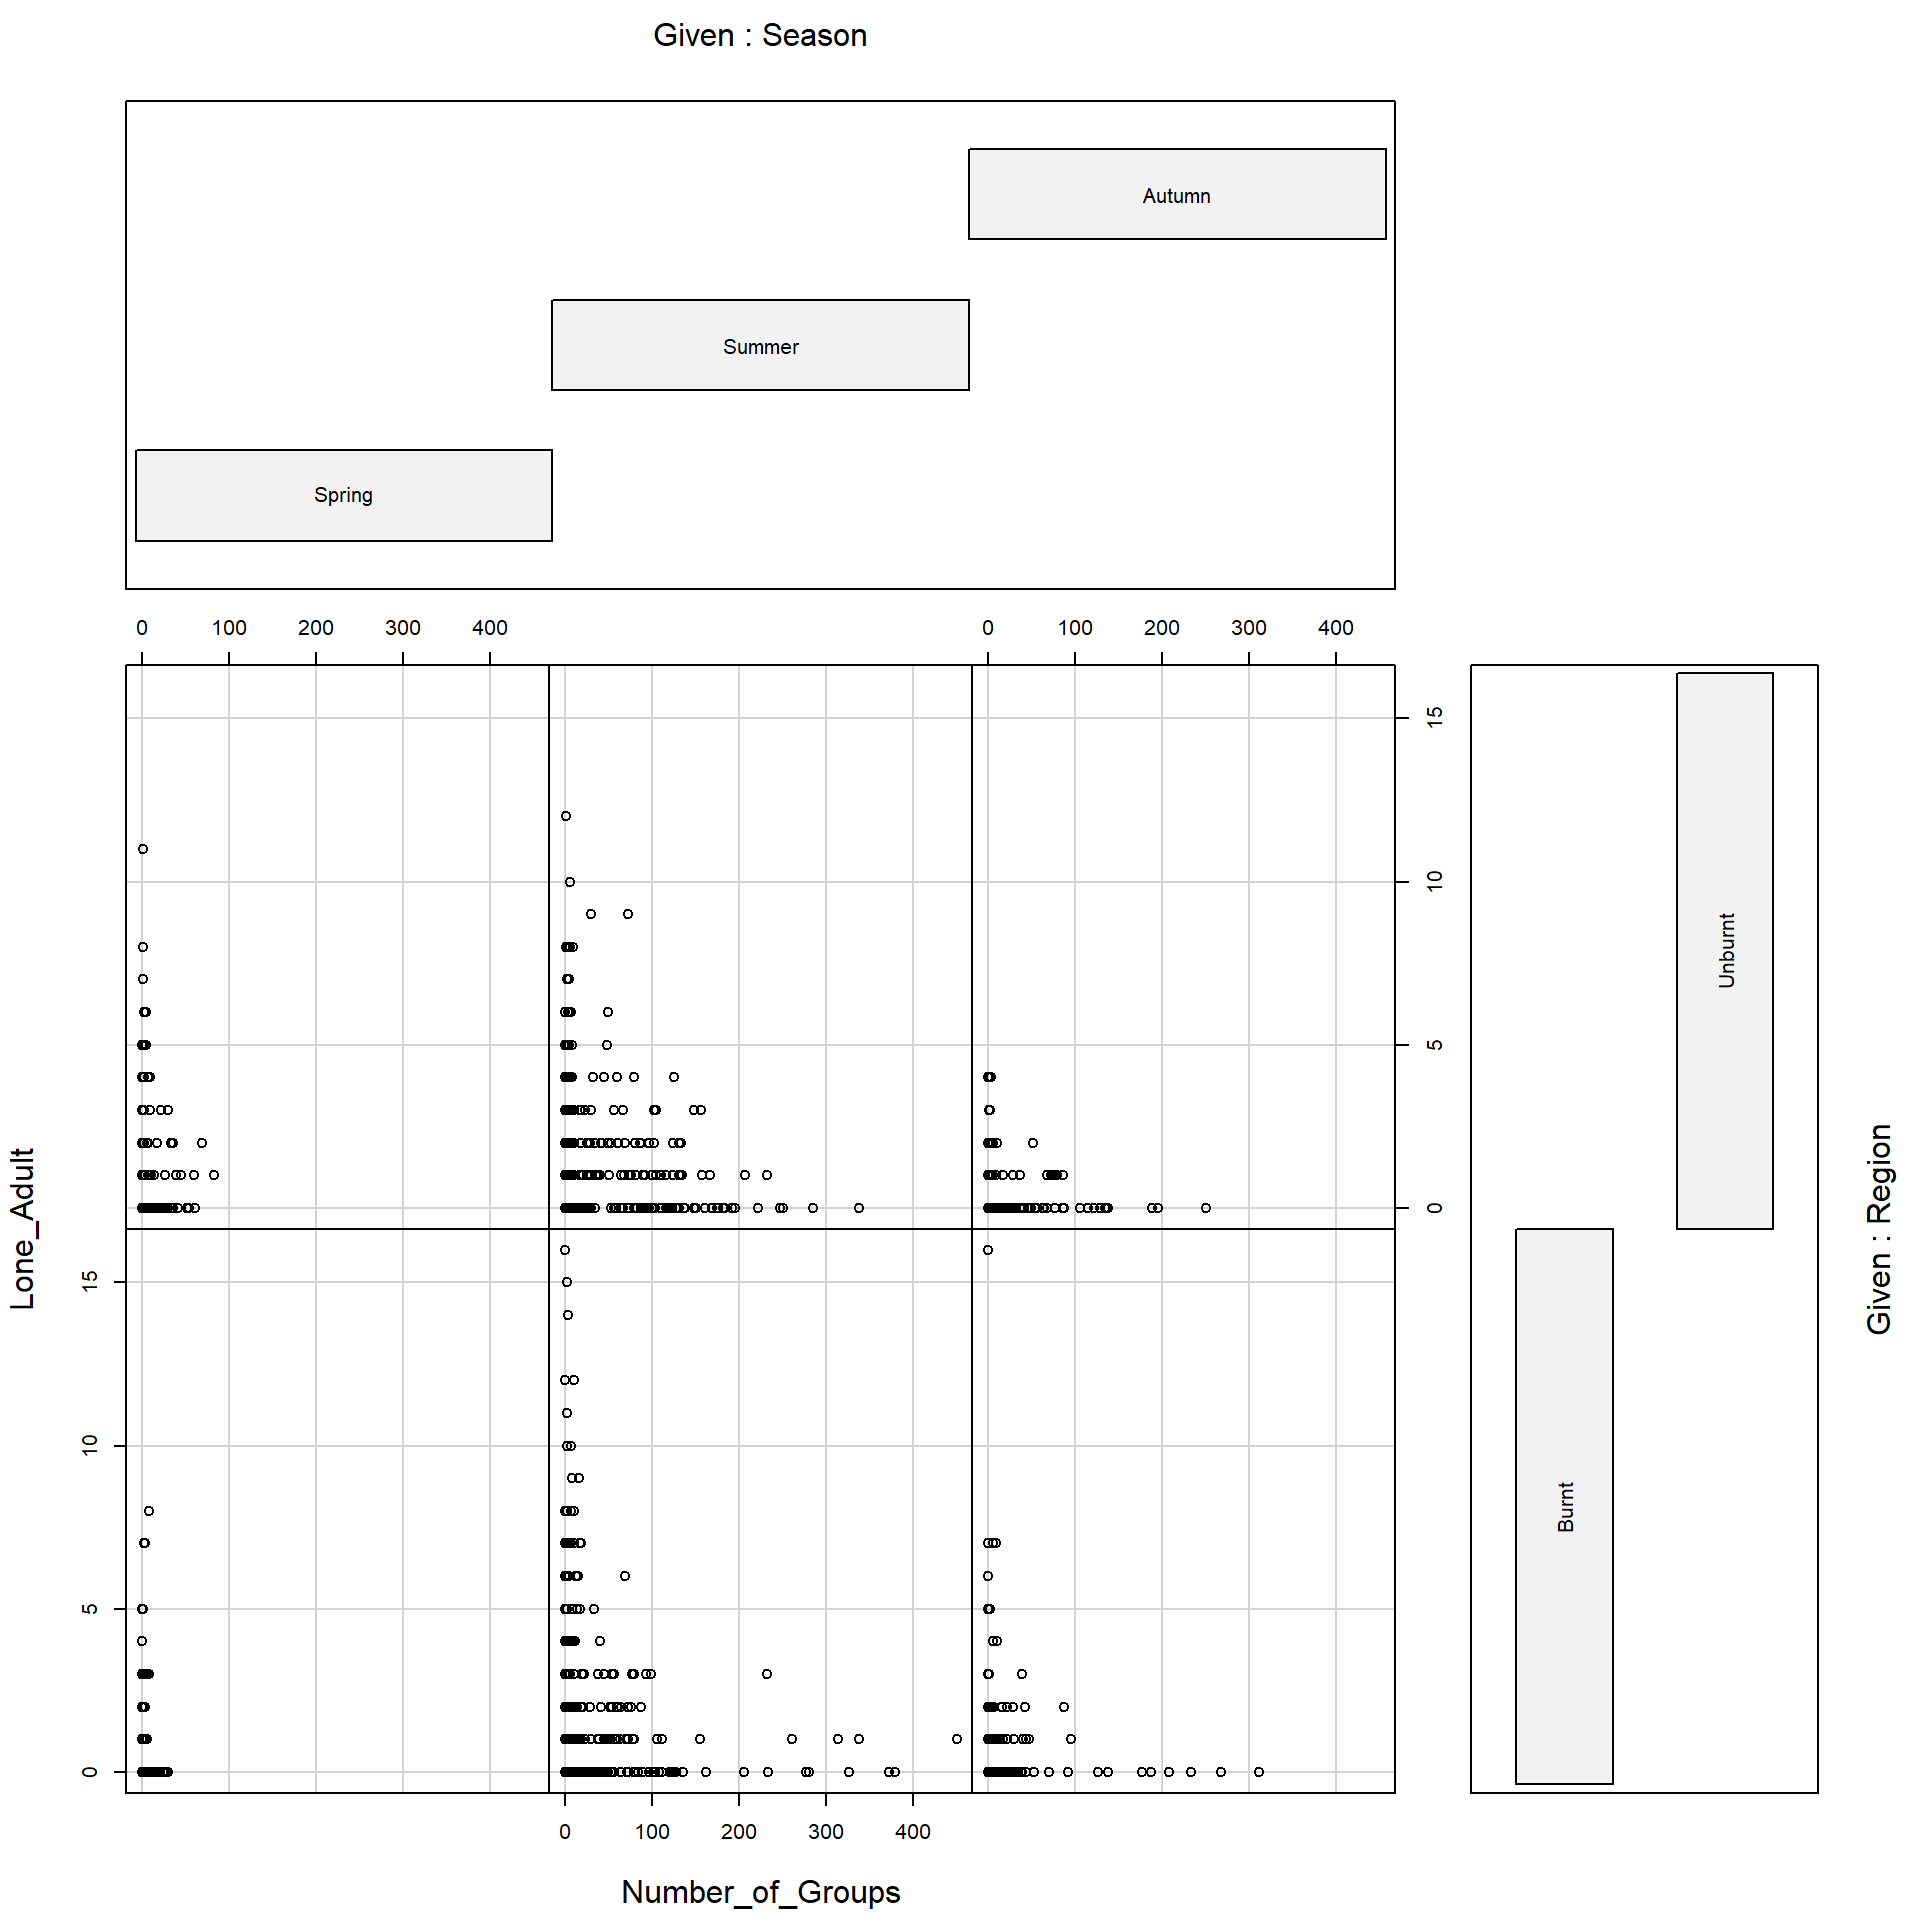 Given : Season
Autumn
Summer
Spring
0 100 200 300 400
0 100 200 300 400
15
10
5
0
Unburnt
Lone_Adult
Given : Region
15
10
5
0
Burnt
0 100 200 300 400
Number_of_Groups